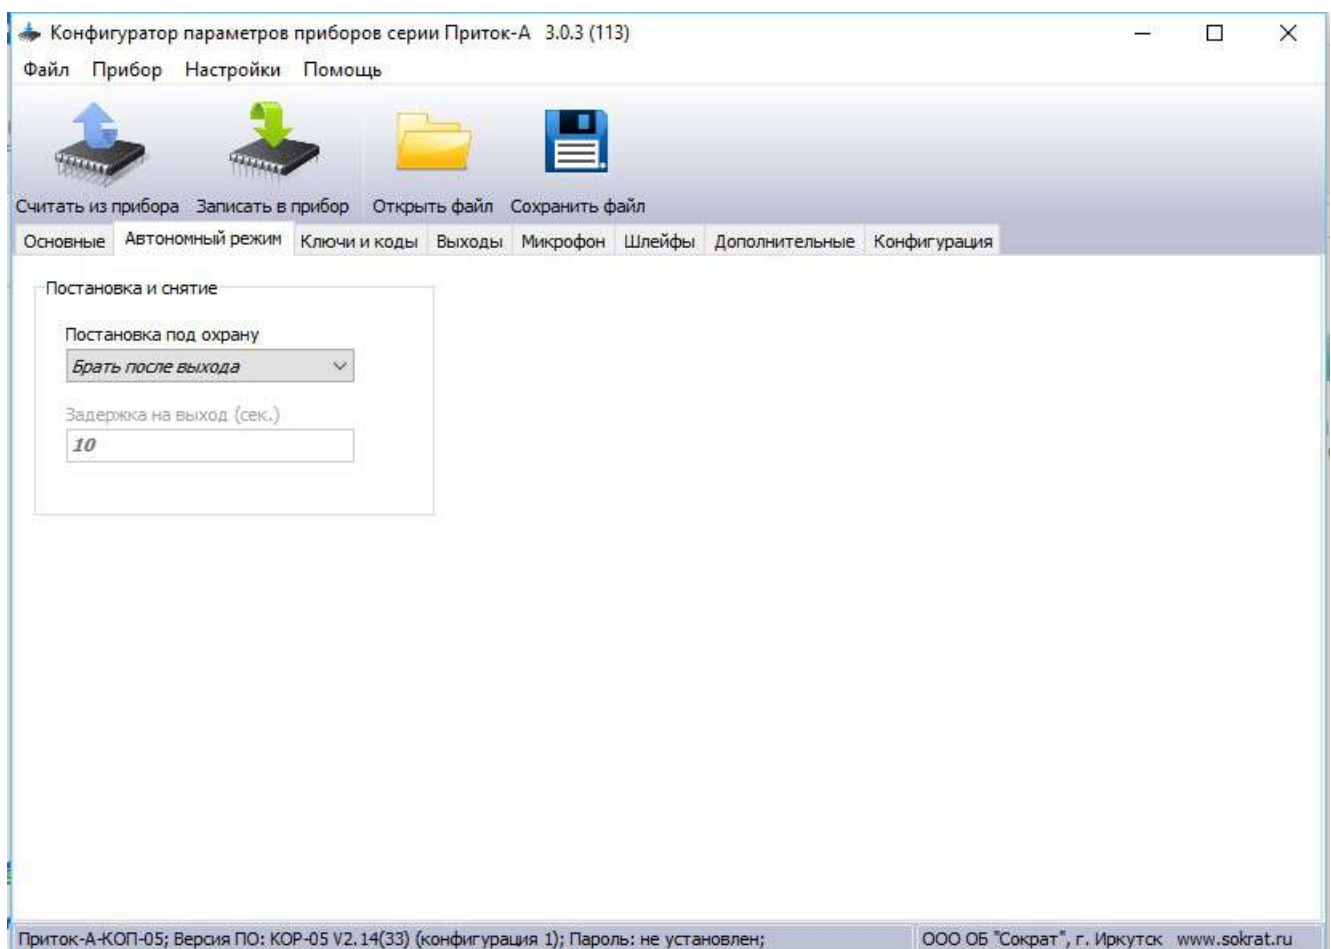 Конфигуратор параметров приборов серии Приток-А 3.0.3 (113)
Файл Прибор Настройки Помощь
Считать из прибора Записать в прибор Открыть файл Сохранить файл
Основные Автономный режим Ключи и коды Выходы Микрофон Шлейфы Дополнительные Конфигурация
Постановка и снятие
Постановка под охрану
Брать после выхода
Задержка на выход (сек.)
10
Приток-А-КОП-05; Версия ПО: КОР-05 V2.14(33) (конфигурация 1); Пароль: не установлен; ООО ОБ "Сократ", г. Иркутск www.sokrat.ru